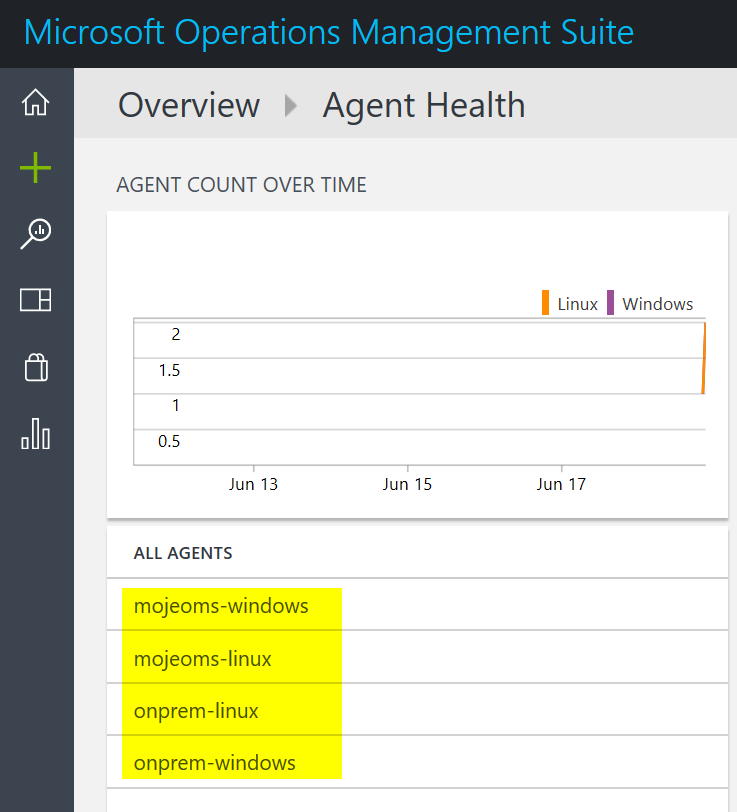 Microsoft Operations Management Suite
Overview Agent Health
AGENT COUNT OVER TIME
Linux Windows
2
1.5
1
0.5
Jun 13 Jun 15 Jun 17
ALL AGENTS
mojeoms-windows
mojeoms-linux
onprem-linux
onprem-windows